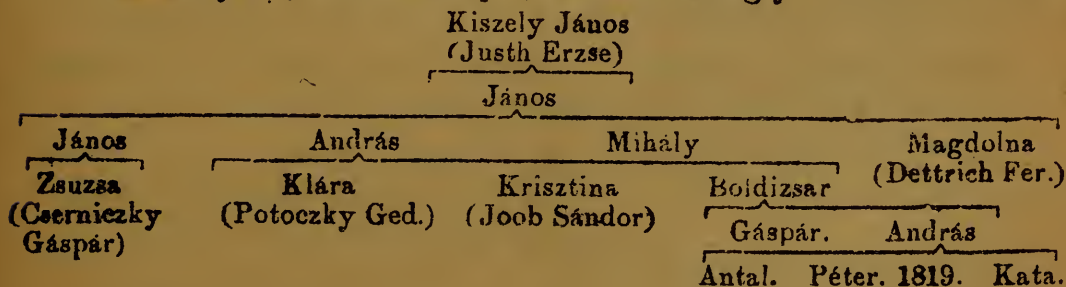 Kiszely János
(Justh Erzse)
János
János András Mihály Magdolna
(Dettrich Fer.)
Zsuzsa Klára Krisztina Boldizsar
(Cserniczky (Potoczky Ged.) (Joob Sándor)
Gáspár)
Gáspár. András
Antal. Péter. 1819. Kata.